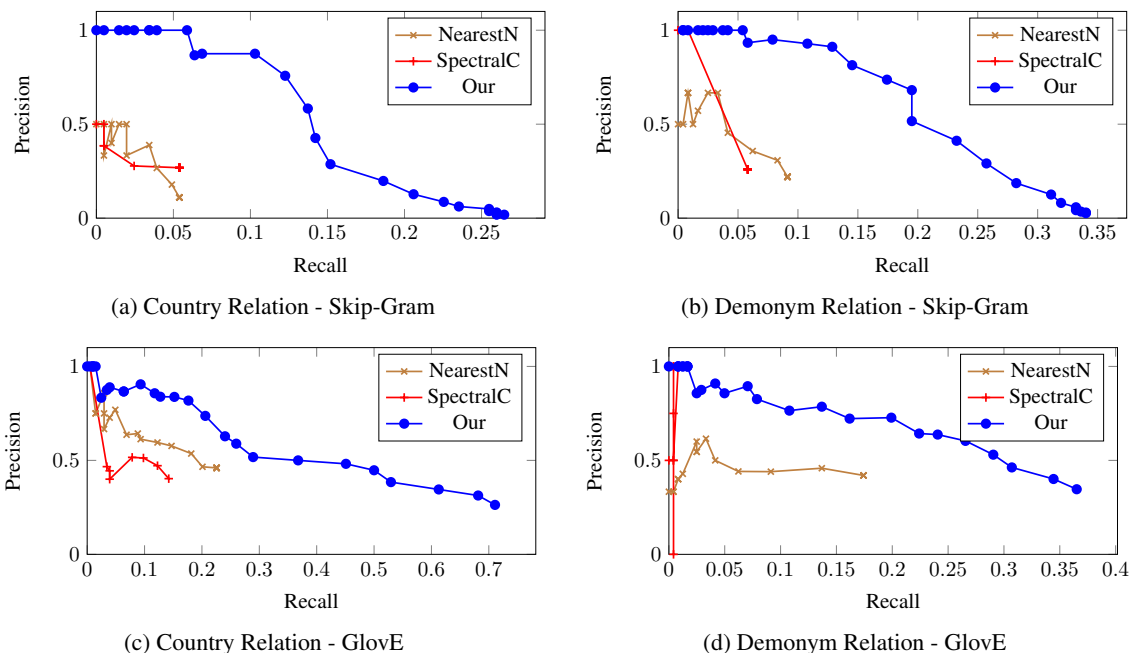 1
0.5
0
Precision
0 0.05 0.1 0.15 0.2 0.25
Recall
NearestN
SpectralC
Our
(a) Country Relation - Skip-Gram
1
0.5
0
Precision
0 0.05 0.1 0.15 0.2 0.25 0.3 0.35
Recall
NearestN
SpectralC
Our
(b) Demonym Relation - Skip-Gram
1
0.5
0
Precision
0 0.1 0.2 0.3 0.4 0.5 0.6 0.7
Recall
NearestN
SpectralC
Our
(c) Country Relation - GlovE
1
0.5
0
Precision
0 0.05 0.1 0.15 0.2 0.25 0.3 0.35 0.4
Recall
NearestN
SpectralC
Our
(d) Demonym Relation - GlovE